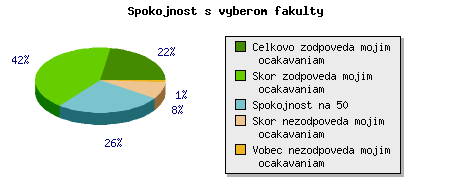 Spokojnost s vyberom fakulty
42%
22%
1%
8%
26%
Celkovo zodpoveda mojim
ocakavaniam
Skor zodpoveda mojim
ocakavaniam
Spokojnost na 50
Skor nezodpoveda mojim
ocakavaniam
Vobec nezodpoveda mojim
ocakavaniam